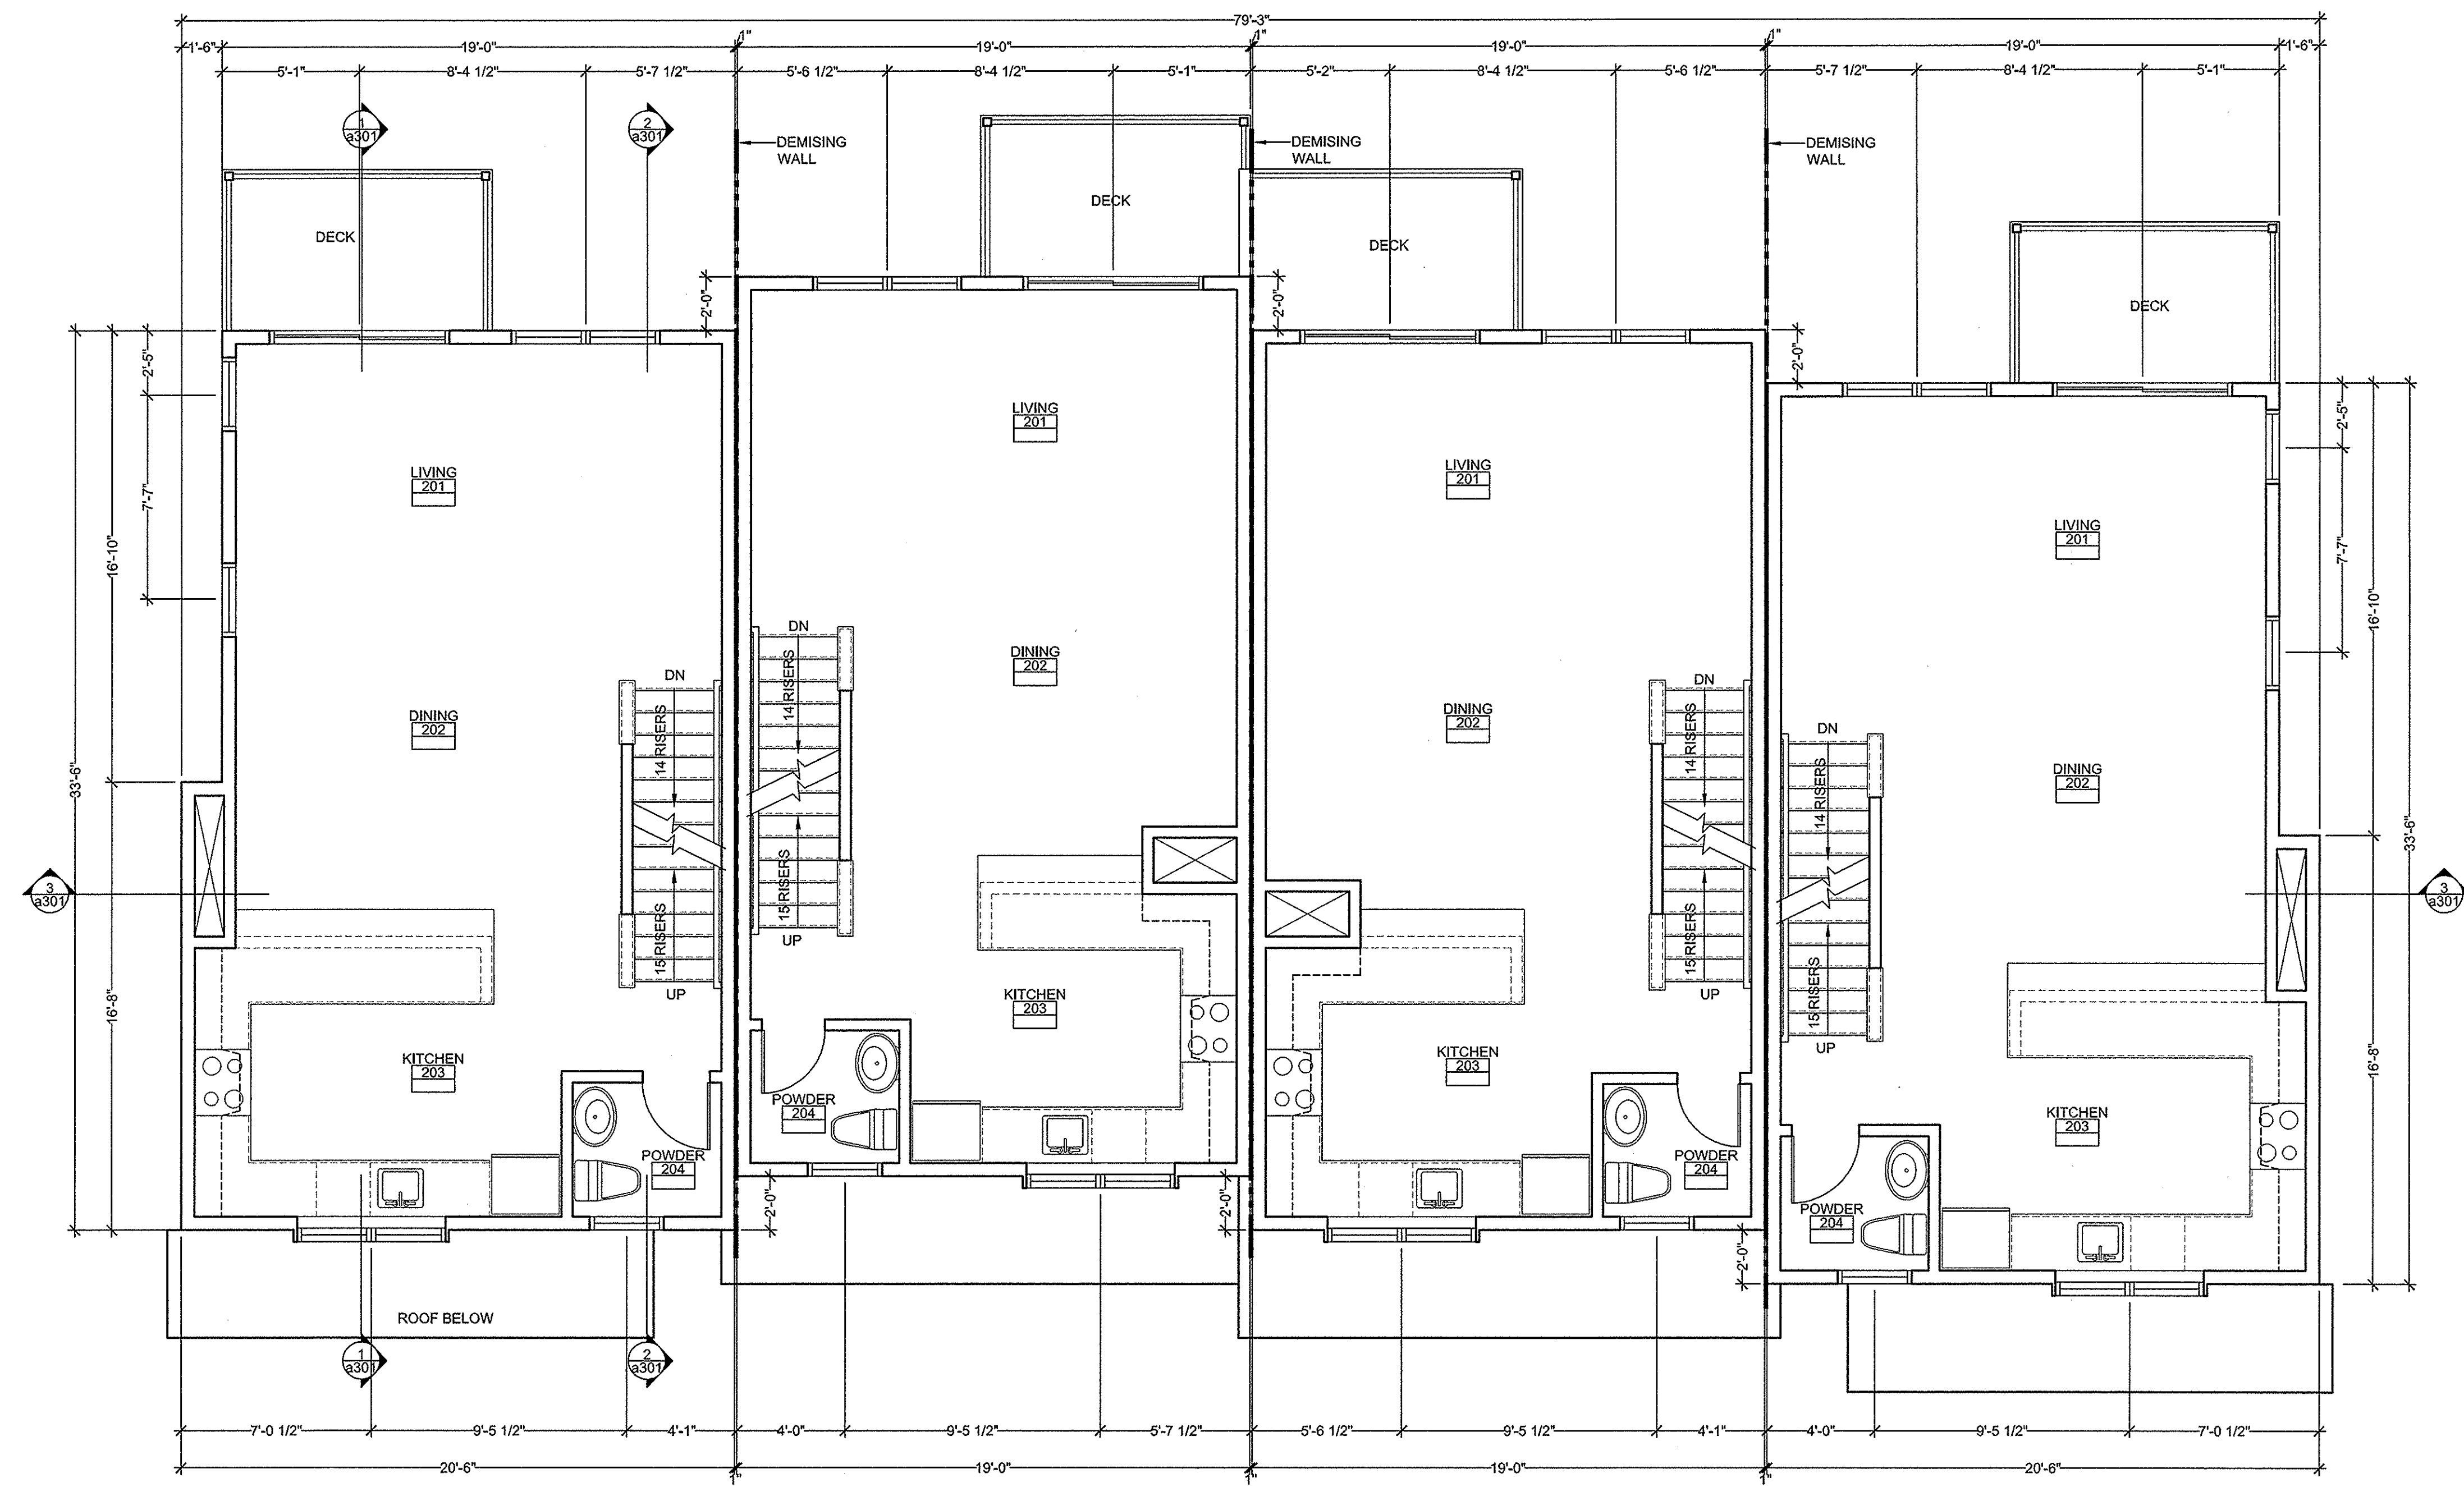 79'-3"
1'-6" 19'-0" 1" 19'-0" 1" 19'-0" 1" 19'-0" 1'-6"
5'-1" 8'-4 1/2" 5'-7 1/2" 5'-6 1/2" 8'-4 1/2" 5'-1" 5'-2" 8'-4 1/2" 5'-6 1/2" 5'-7 1/2" 8'-4 1/2" 5'-1"
1
a301
2
a301
DEMISING
WALL
DEMISING
WALL
DEMISING
WALL
DECK
DECK
DECK
DECK
2'-0"
2'-0"
2'-0"
33'-6"
16'-10"
16'-8"
2'-5"
7'-7"
2'-5"
7'-7"
16'-10"
16'-8"
33'-6"
LIVING
201
LIVING
201
LIVING
201
LIVING
201
DINING
202
DINING
202
DINING
202
DINING
202
DN
14 RISERS
15 RISERS
UP
DN
14 RISERS
15 RISERS
UP
DN
14 RISERS
15 RISERS
UP
DN
14 RISERS
15 RISERS
UP
3
a301
3
a301
KITCHEN
203
KITCHEN
203
KITCHEN
203
KITCHEN
203
POWDER
204
POWDER
204
POWDER
204
POWDER
204
2'-0"
2'-0"
2'-0"
ROOF BELOW
1
a301
2
a301
7'-0 1/2" 9'-5 1/2" 4'-1" 4'-0" 9'-5 1/2" 5'-7 1/2" 5'-6 1/2" 9'-5 1/2" 4'-1" 4'-0" 9'-5 1/2" 7'-0 1/2"
20'-6" 1" 19'-0" 1" 19'-0" 1" 20'-6"